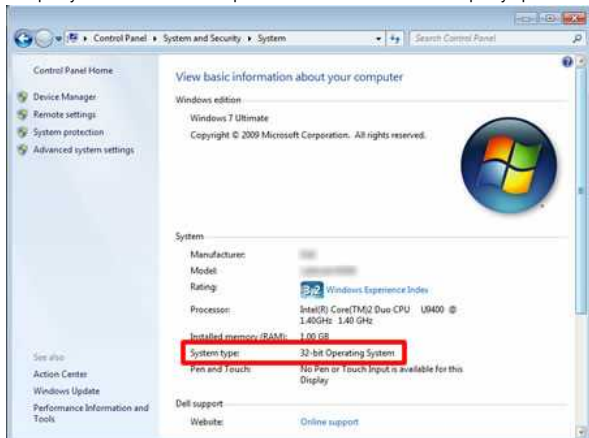 Control Panel ▸ System and Security ▸ System
Search Control Panel
Control Panel Home
Device Manager
Remote settings
System protection
Advanced system settings
See also
Action Center
Windows Update
Performance Information and
Tools
View basic information about your computer
Windows edition
Windows 7 Ultimate
Copyright © 2009 Microsoft Corporation. All rights reserved.
System
Manufacturer:
Model:
Rating: 3.2 Windows Experience Index
Processor: Intel(R) Core(TM)2 Duo CPU U9400 @
1.40GHz 1.40 GHz
Installed memory (RAM): 1.00 GB
System type: 32-bit Operating System
Pen and Touch: No Pen or Touch Input is available for this
Display
Dell support
Website: Online support